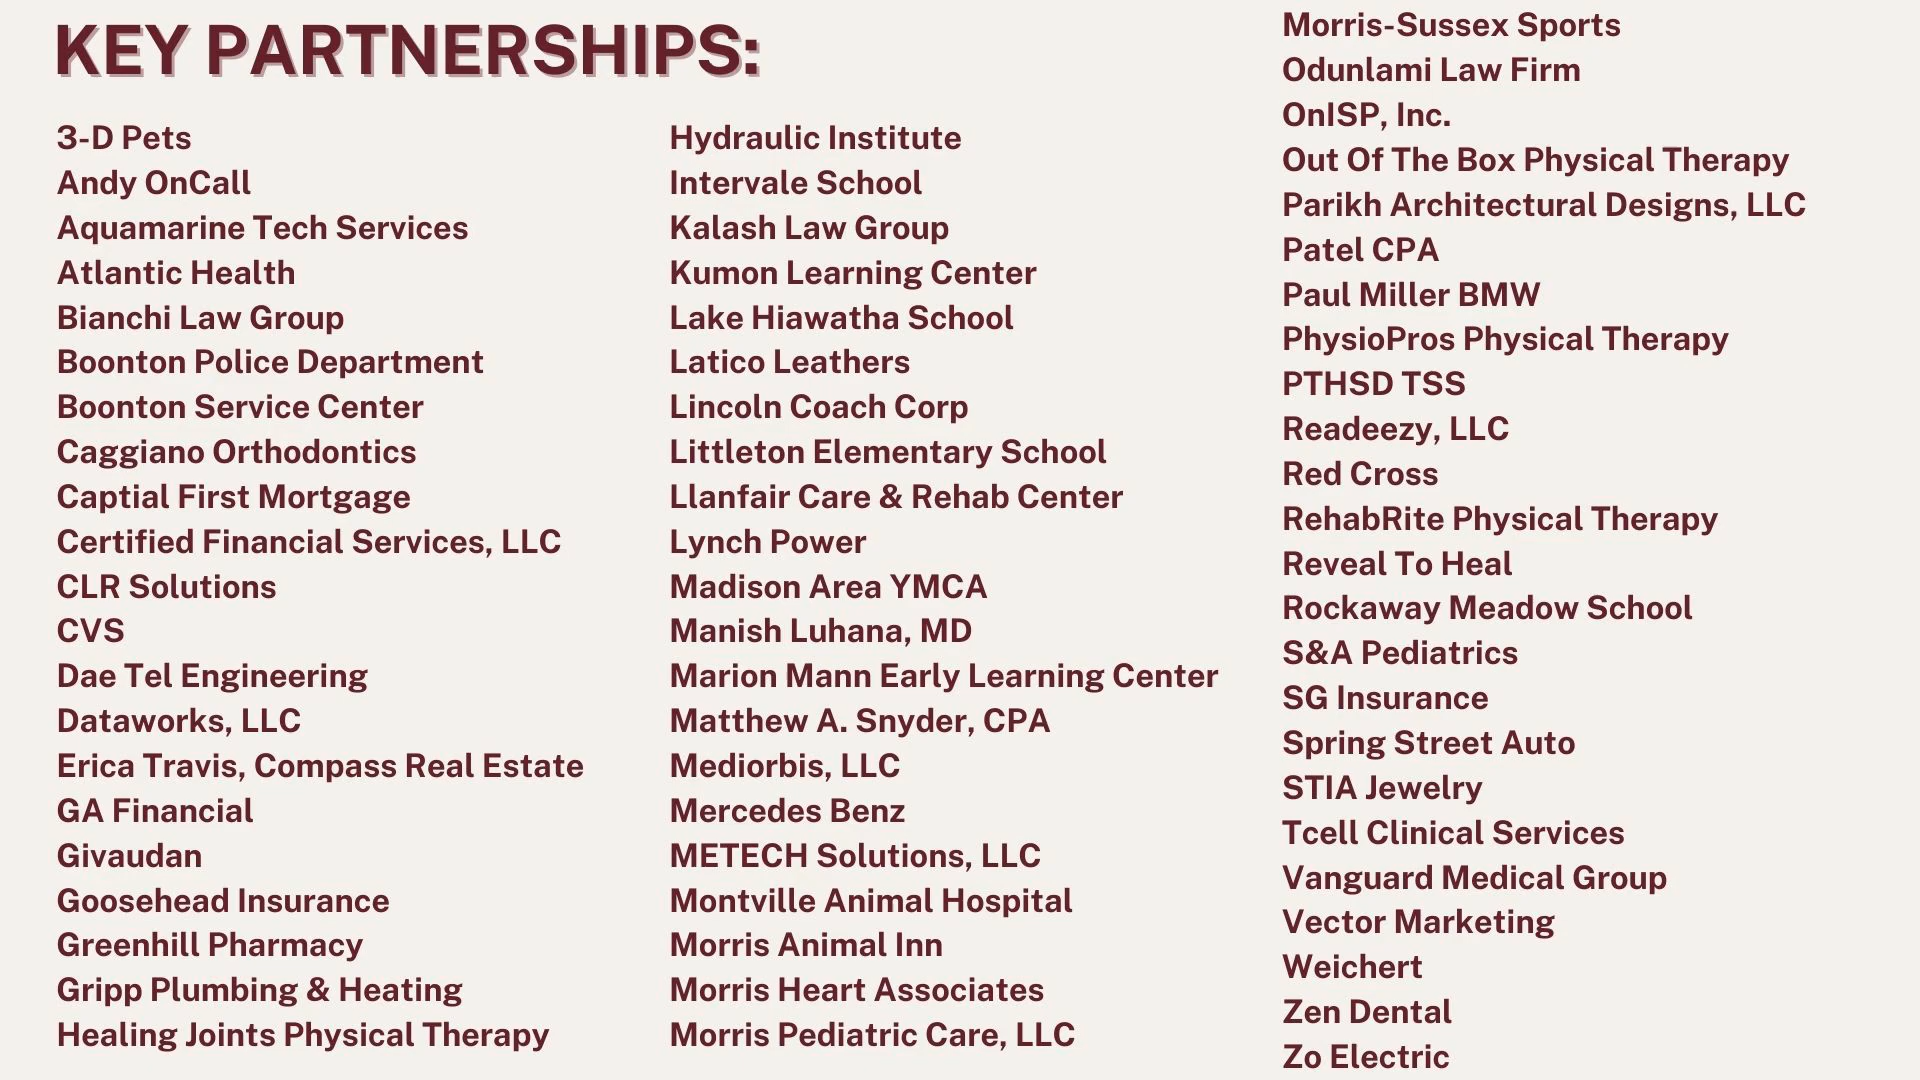 KEY PARTNERSHIPS:
3-D Pets
Andy OnCall
Aquamarine Tech Services
Atlantic Health
Bianchi Law Group
Boonton Police Department
Boonton Service Center
Caggiano Orthodontics
Captial First Mortgage
Certified Financial Services, LLC
CLR Solutions
CVS
Dae Tel Engineering
Dataworks, LLC
Erica Travis, Compass Real Estate
GA Financial
Givaudan
Goosehead Insurance
Greenhill Pharmacy
Gripp Plumbing & Heating
Healing Joints Physical Therapy
Hydraulic Institute
Intervale School
Kalash Law Group
Kumon Learning Center
Lake Hiawatha School
Latico Leathers
Lincoln Coach Corp
Littleton Elementary School
Llanfair Care & Rehab Center
Lynch Power
Madison Area YMCA
Manish Luhana, MD
Marion Mann Early Learning Center
Matthew A. Snyder, CPA
Mediorbis, LLC
Mercedes Benz
METECH Solutions, LLC
Montville Animal Hospital
Morris Animal Inn
Morris Heart Associates
Morris Pediatric Care, LLC
Morris-Sussex Sports
Odunlami Law Firm
OnISP, Inc.
Out Of The Box Physical Therapy
Parikh Architectural Designs, LLC
Patel CPA
Paul Miller BMW
PhysioPros Physical Therapy
PTHSD TSS
Readeezy, LLC
Red Cross
RehabRite Physical Therapy
Reveal To Heal
Rockaway Meadow School
S&A Pediatrics
SG Insurance
Spring Street Auto
STIA Jewelry
Tcell Clinical Services
Vanguard Medical Group
Vector Marketing
Weichert
Zen Dental
Zo Electric